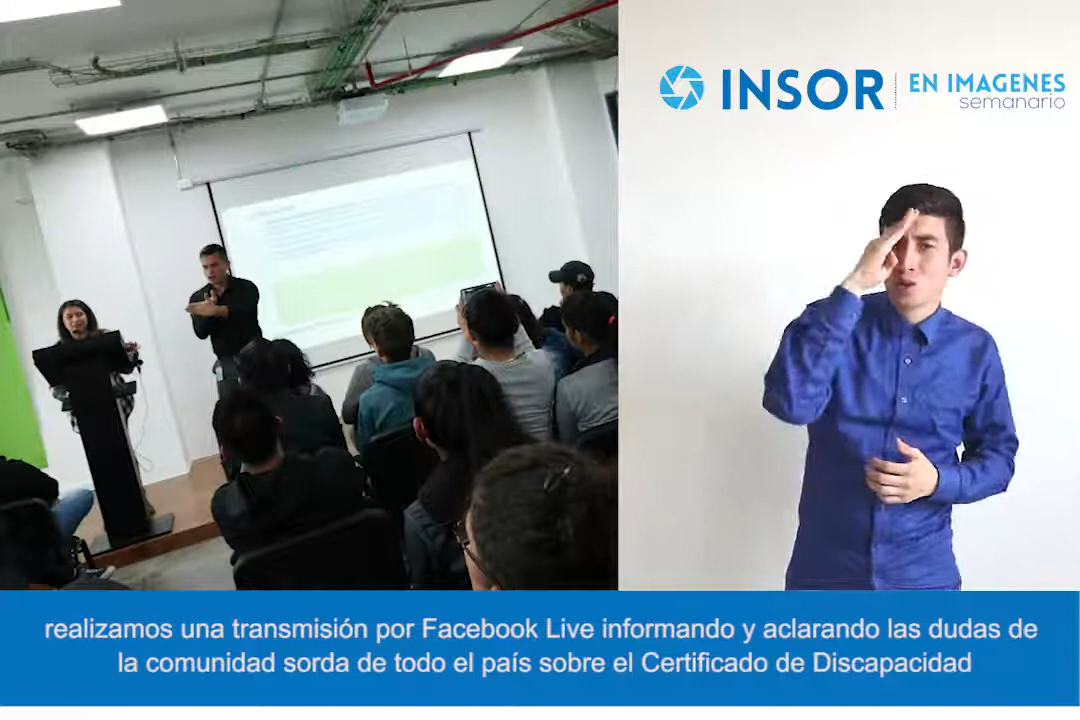 INSOR
EN IMAGENES
semanario
realizamos una transmisión por Facebook Live informando y aclarando las dudas de
la comunidad sorda de todo el país sobre el Certificado de Discapacidad